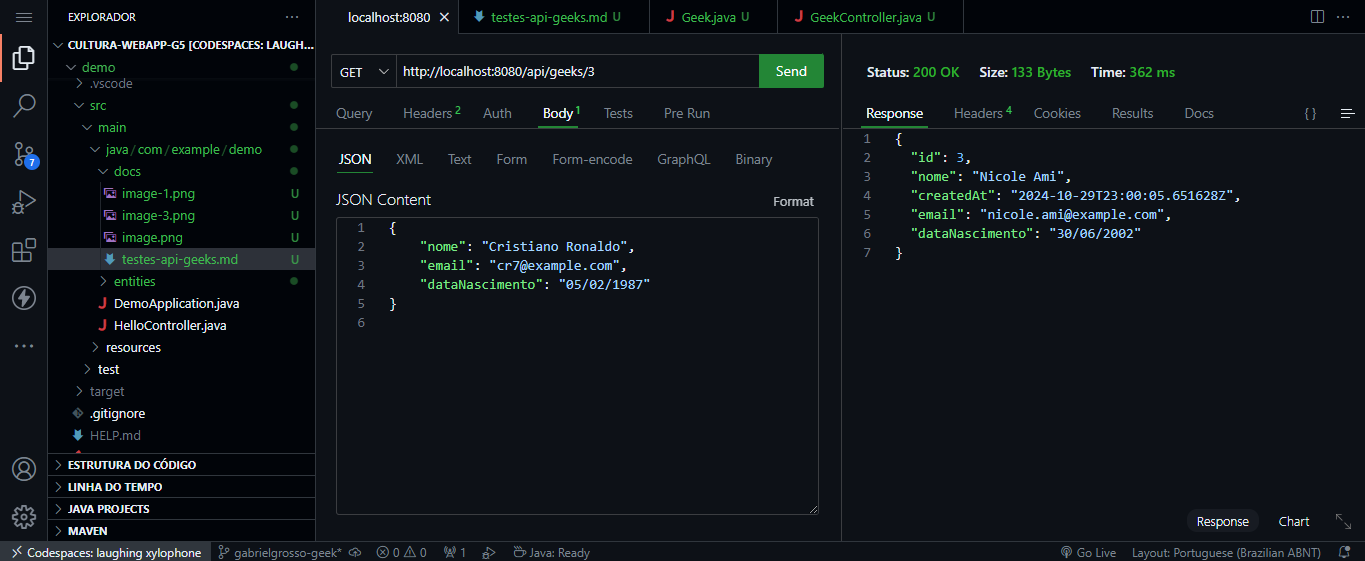 EXPLORADOR
CULTURA-WEBAPP-G5 [CODESPACES: LAUGH...
demo
.vscode
src
main
java/com/example/demo
docs
image-1.png U
image-3.png U
image.png U
testes-api-geeks.md U
entities
DemoApplication.java
HelloController.java
resources
test
target
.gitignore
HELP.md
ESTRUTURA DO CÓDIGO
LINHA DO TEMPO
JAVA PROJECTS
MAVEN
7
localhost:8080
testes-api-geeks.md U
Geek.java U
GeekController.java U
GET
http://localhost:8080/api/geeks/3
Send
Query Headers 2 Auth Body 1 Tests Pre Run
JSON XML Text Form Form-encode GraphQL Binary
JSON Content
Format
1 {
2 "nome": "Cristiano Ronaldo",
3 "email": "cr7@example.com",
4 "dataNascimento": "05/02/1987"
5 }
6
Status: 200 OK Size: 133 Bytes Time: 362 ms
Response Headers 4 Cookies Results Docs { }
1 {
2 "id": 3,
3 "nome": "Nicole Ami",
4 "createdAt": "2024-10-29T23:00:05.651628Z",
5 "email": "nicole.ami@example.com",
6 "dataNascimento": "30/06/2002"
7 }
Response Chart
Codespaces: laughing xylophone
gabrielgrosso-geek*
0 0
1
Java: Ready
Go Live
Layout: Portuguese (Brazilian ABNT)